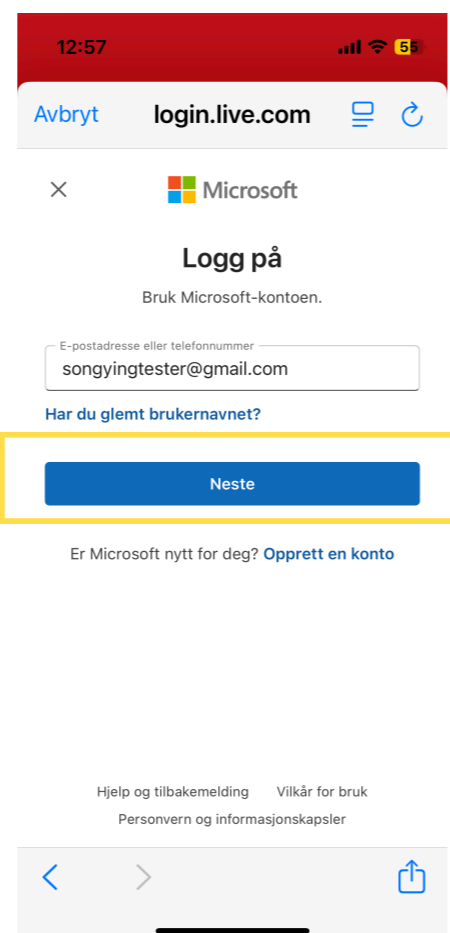 12:57
55
Avbryt
login.live.com
Microsoft
Logg på
Bruk Microsoft-kontoen.
E-postadresse eller telefonnummer
songyingtester@gmail.com
Har du glemt brukernavnet?
Neste
Er Microsoft nytt for deg? Opprett en konto
Hjelp og tilbakemelding Vilkår for bruk
Personvern og informasjonskapsler